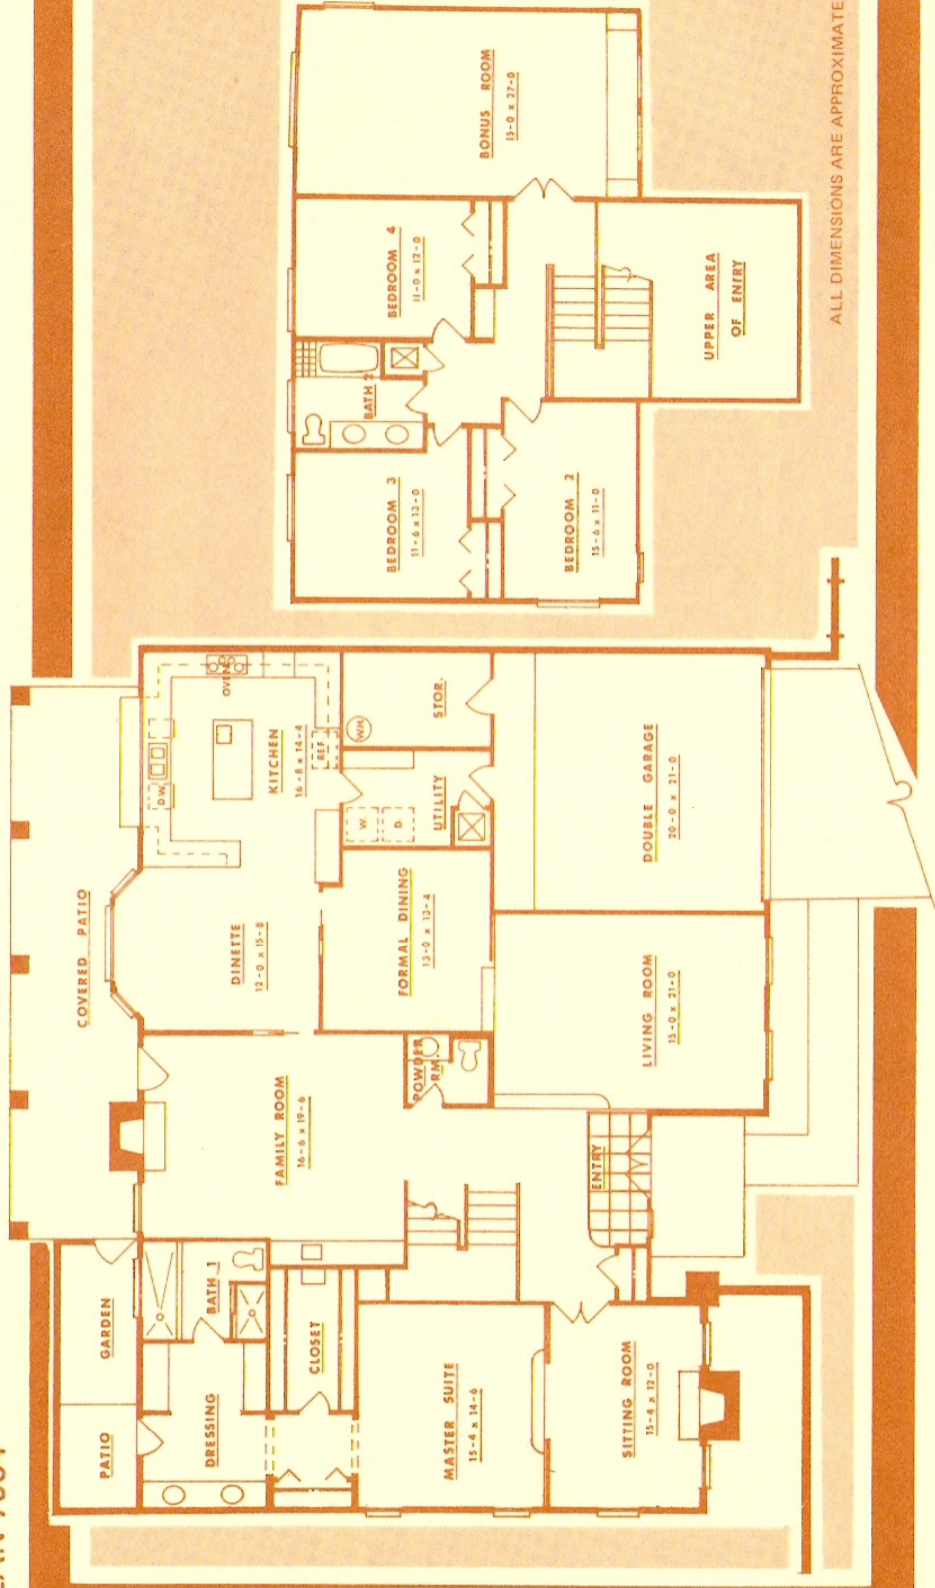 COVERED PATIO
GARDEN
PATIO
BATH 1
DRESSING
CLOSET
MASTER SUITE
15-4 x 14-6
SITTING ROOM
15-4 x 12-0
FAMILY ROOM
16-6 x 19-6
POWDER
RM.
ENTRY
DINETTE
12-0 x 15-8
FORMAL DINING
13-0 x 13-4
LIVING ROOM
15-0 x 21-0
KITCHEN
16-8 x 14-4
OVEN
DW
REF.
W.
D.
UTILITY
WH
STOR.
DOUBLE GARAGE
20-0 x 21-0
BEDROOM 3
11-6 x 13-0
BATH 2
BEDROOM 4
11-0 x 12-0
BEDROOM 2
15-6 x 11-0
BONUS ROOM
15-0 x 27-0
UPPER AREA
OF ENTRY
ALL DIMENSIONS ARE APPROXIMATE